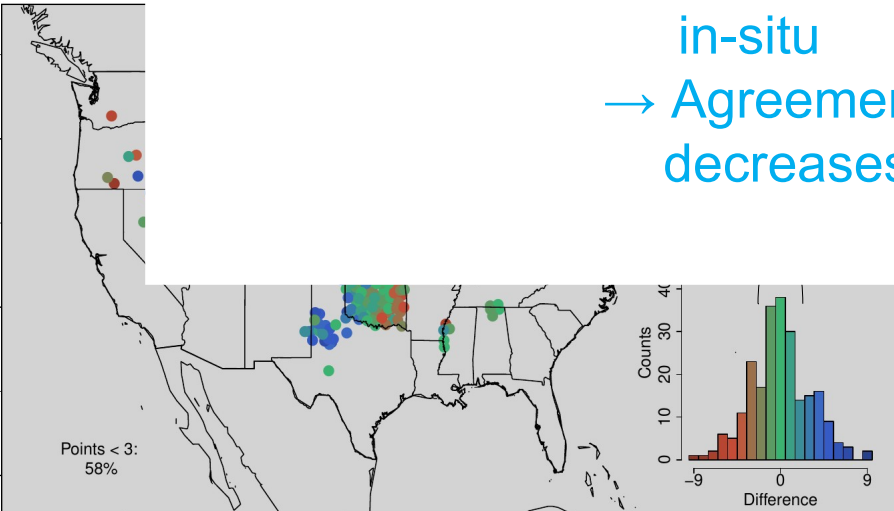 in-situ
→ Agreemen
decreases
40
30
20
10
0
Counts
-9
0
9
Difference
Points < 3:
58%